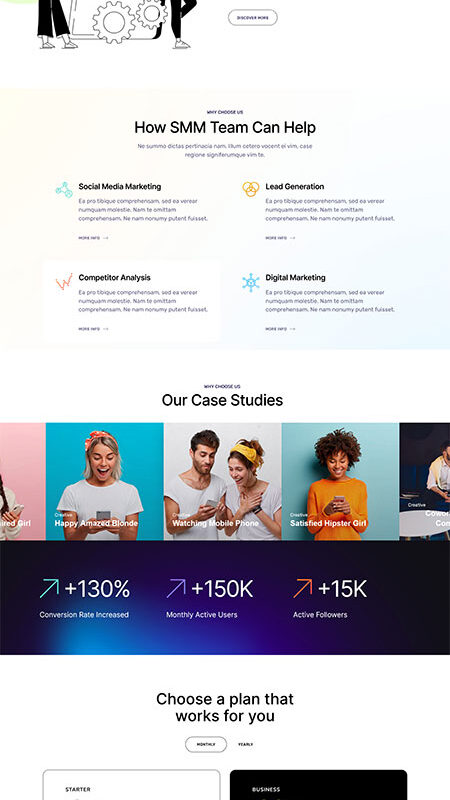 DISCOVER MORE
WHY CHOOSE US
How SMM Team Can Help
Ne summo dictas pertinacia nam. Illum cetero vocent ei vim, case
regione signiferumque vim te.
Social Media Marketing
Ea pro tibique comprehensam, sed ea verear
numquam molestie. Nam te omittam
comprehensam. Ne nam nonumy putent fuisset.
MORE INFO
Lead Generation
Ea pro tibique comprehensam, sed ea verear
numquam molestie. Nam te omittam
comprehensam. Ne nam nonumy putent fuisset.
MORE INFO
Competitor Analysis
Ea pro tibique comprehensam, sed ea verear
numquam molestie. Nam te omittam
comprehensam. Ne nam nonumy putent fuisset.
MORE INFO
Digital Marketing
Ea pro tibique comprehensam, sed ea verear
numquam molestie. Nam te omittam
comprehensam. Ne nam nonumy putent fuisset.
MORE INFO
WHY CHOOSE US
Our Case Studies
Girl
Creative
Happy Amazed Blonde
Creative
Watching Mobile Phone
Creative
Satisfied Hipster Girl
Creative
+130%
Conversion Rate Increased
+150K
Monthly Active Users
+15K
Active Followers
Choose a plan that
works for you
MONTHLY
YEARLY
STARTER
BUSINESS